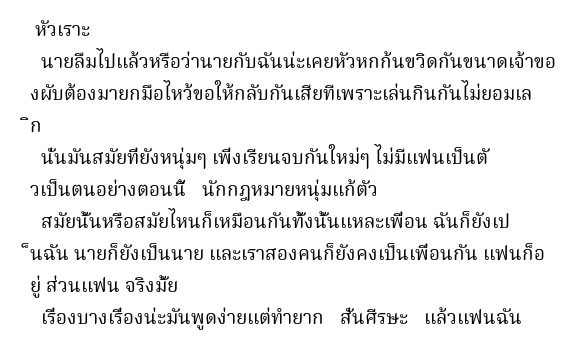 หัวเราะ
นายลืมไปแล้วหรือว่านายกับฉันน่ะเคยหัวหกก้นขวิดกันขนาดเจ้าขอ
งผับต้องมายกมือไหว้ขอให้กลับกันเสียทีเพราะเล่นกินกันไม่ยอมเล
ิก
นั่นมันสมัยที่ยังหนุ่มๆ เพิ่งเรียนจบกันใหม่ๆ ไม่มีแฟนเป็นตั
วเป็นตนอย่างตอนนี้ นักกฎหมายหนุ่มแก้ตัว
สมัยนั้นหรือสมัยไหนก็เหมือนกันทั้งนั้นแหละเพื่อน ฉันก็ยังเป
็นฉัน นายก็ยังเป็นนาย และเราสองคนก็ยังคงเป็นเพื่อนกัน แฟนก็อ
ยู่ ส่วนแฟน จริงมั้ย
เรื่องบางเรื่องน่ะมันพูดง่ายแต่ทำยาก สั่นศีรษะ แล้วแฟนฉัน